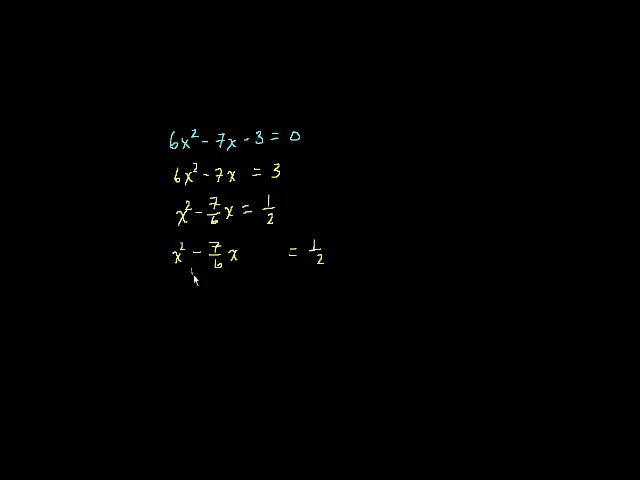 6x² - 7x - 3 = 0
6x² - 7x = 3
x² - 7/6 x = 1/2
x² - 7/6 x = 1/2